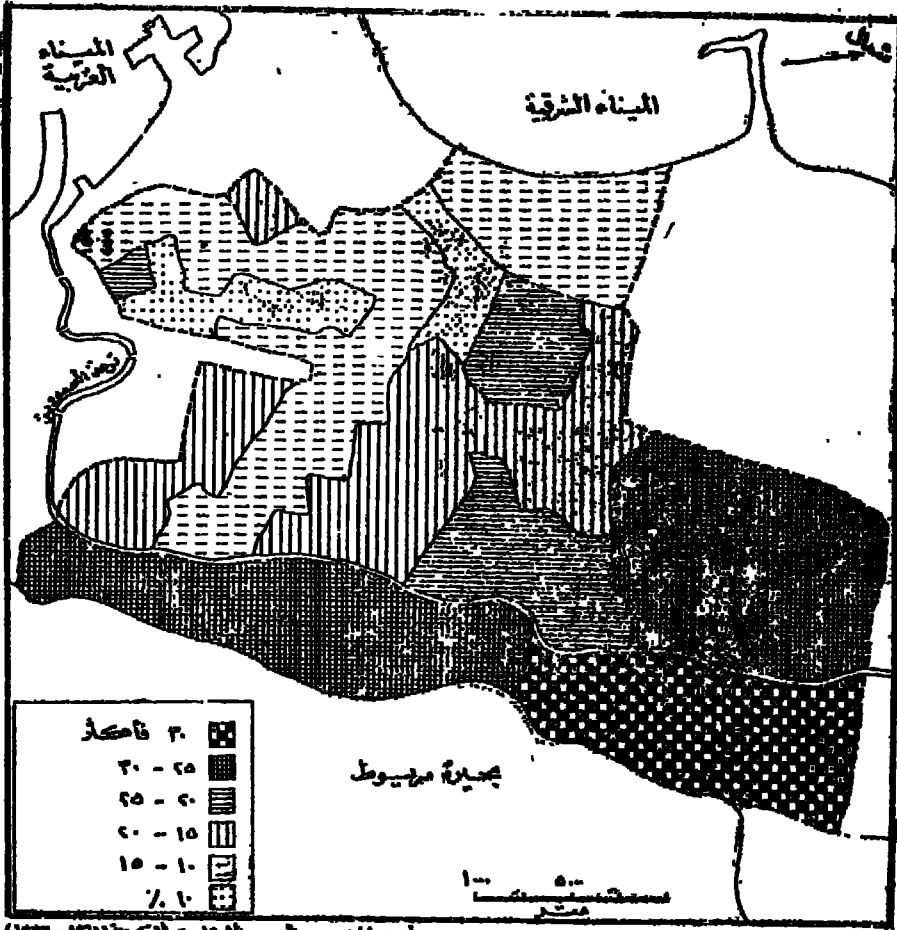 الميناء
الغربية
الميناء الشرقية
شمال
ترعة المحمودية
بحيرة مريوط
٣٠ فأكثر
٢٥ - ٣٠
٢٠ - ٢٥
١٥ - ٢٠
١٠ - ١٥
١٠ ٪
١٠٠٠ ٥٠٠
متر